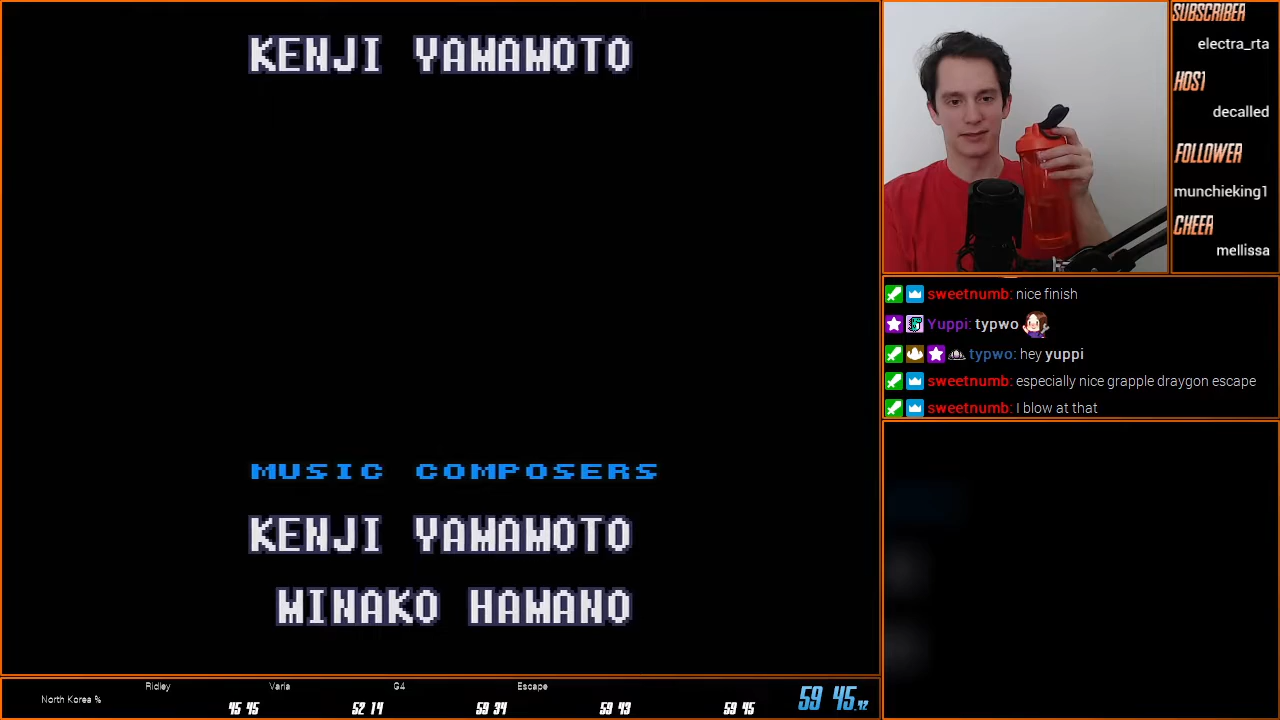 KENJI YAMAMOTO
MUSIC COMPOSERS
KENJI YAMAMOTO
MINAKO HAMANO
SUBSCRIBER
electra_rta
HOST
decalled
FOLLOWER
munchieking1
CHEER
mellissa
sweetnumb: nice finish
Yuppi: typwo
typwo: hey yuppi
sweetnumb: especially nice grapple draygon escape
sweetnumb: I blow at that
North Korea %
Ridley
45 45
Varia
52 14
G4
59 34
Escape
59 43
59 45
59 45.42